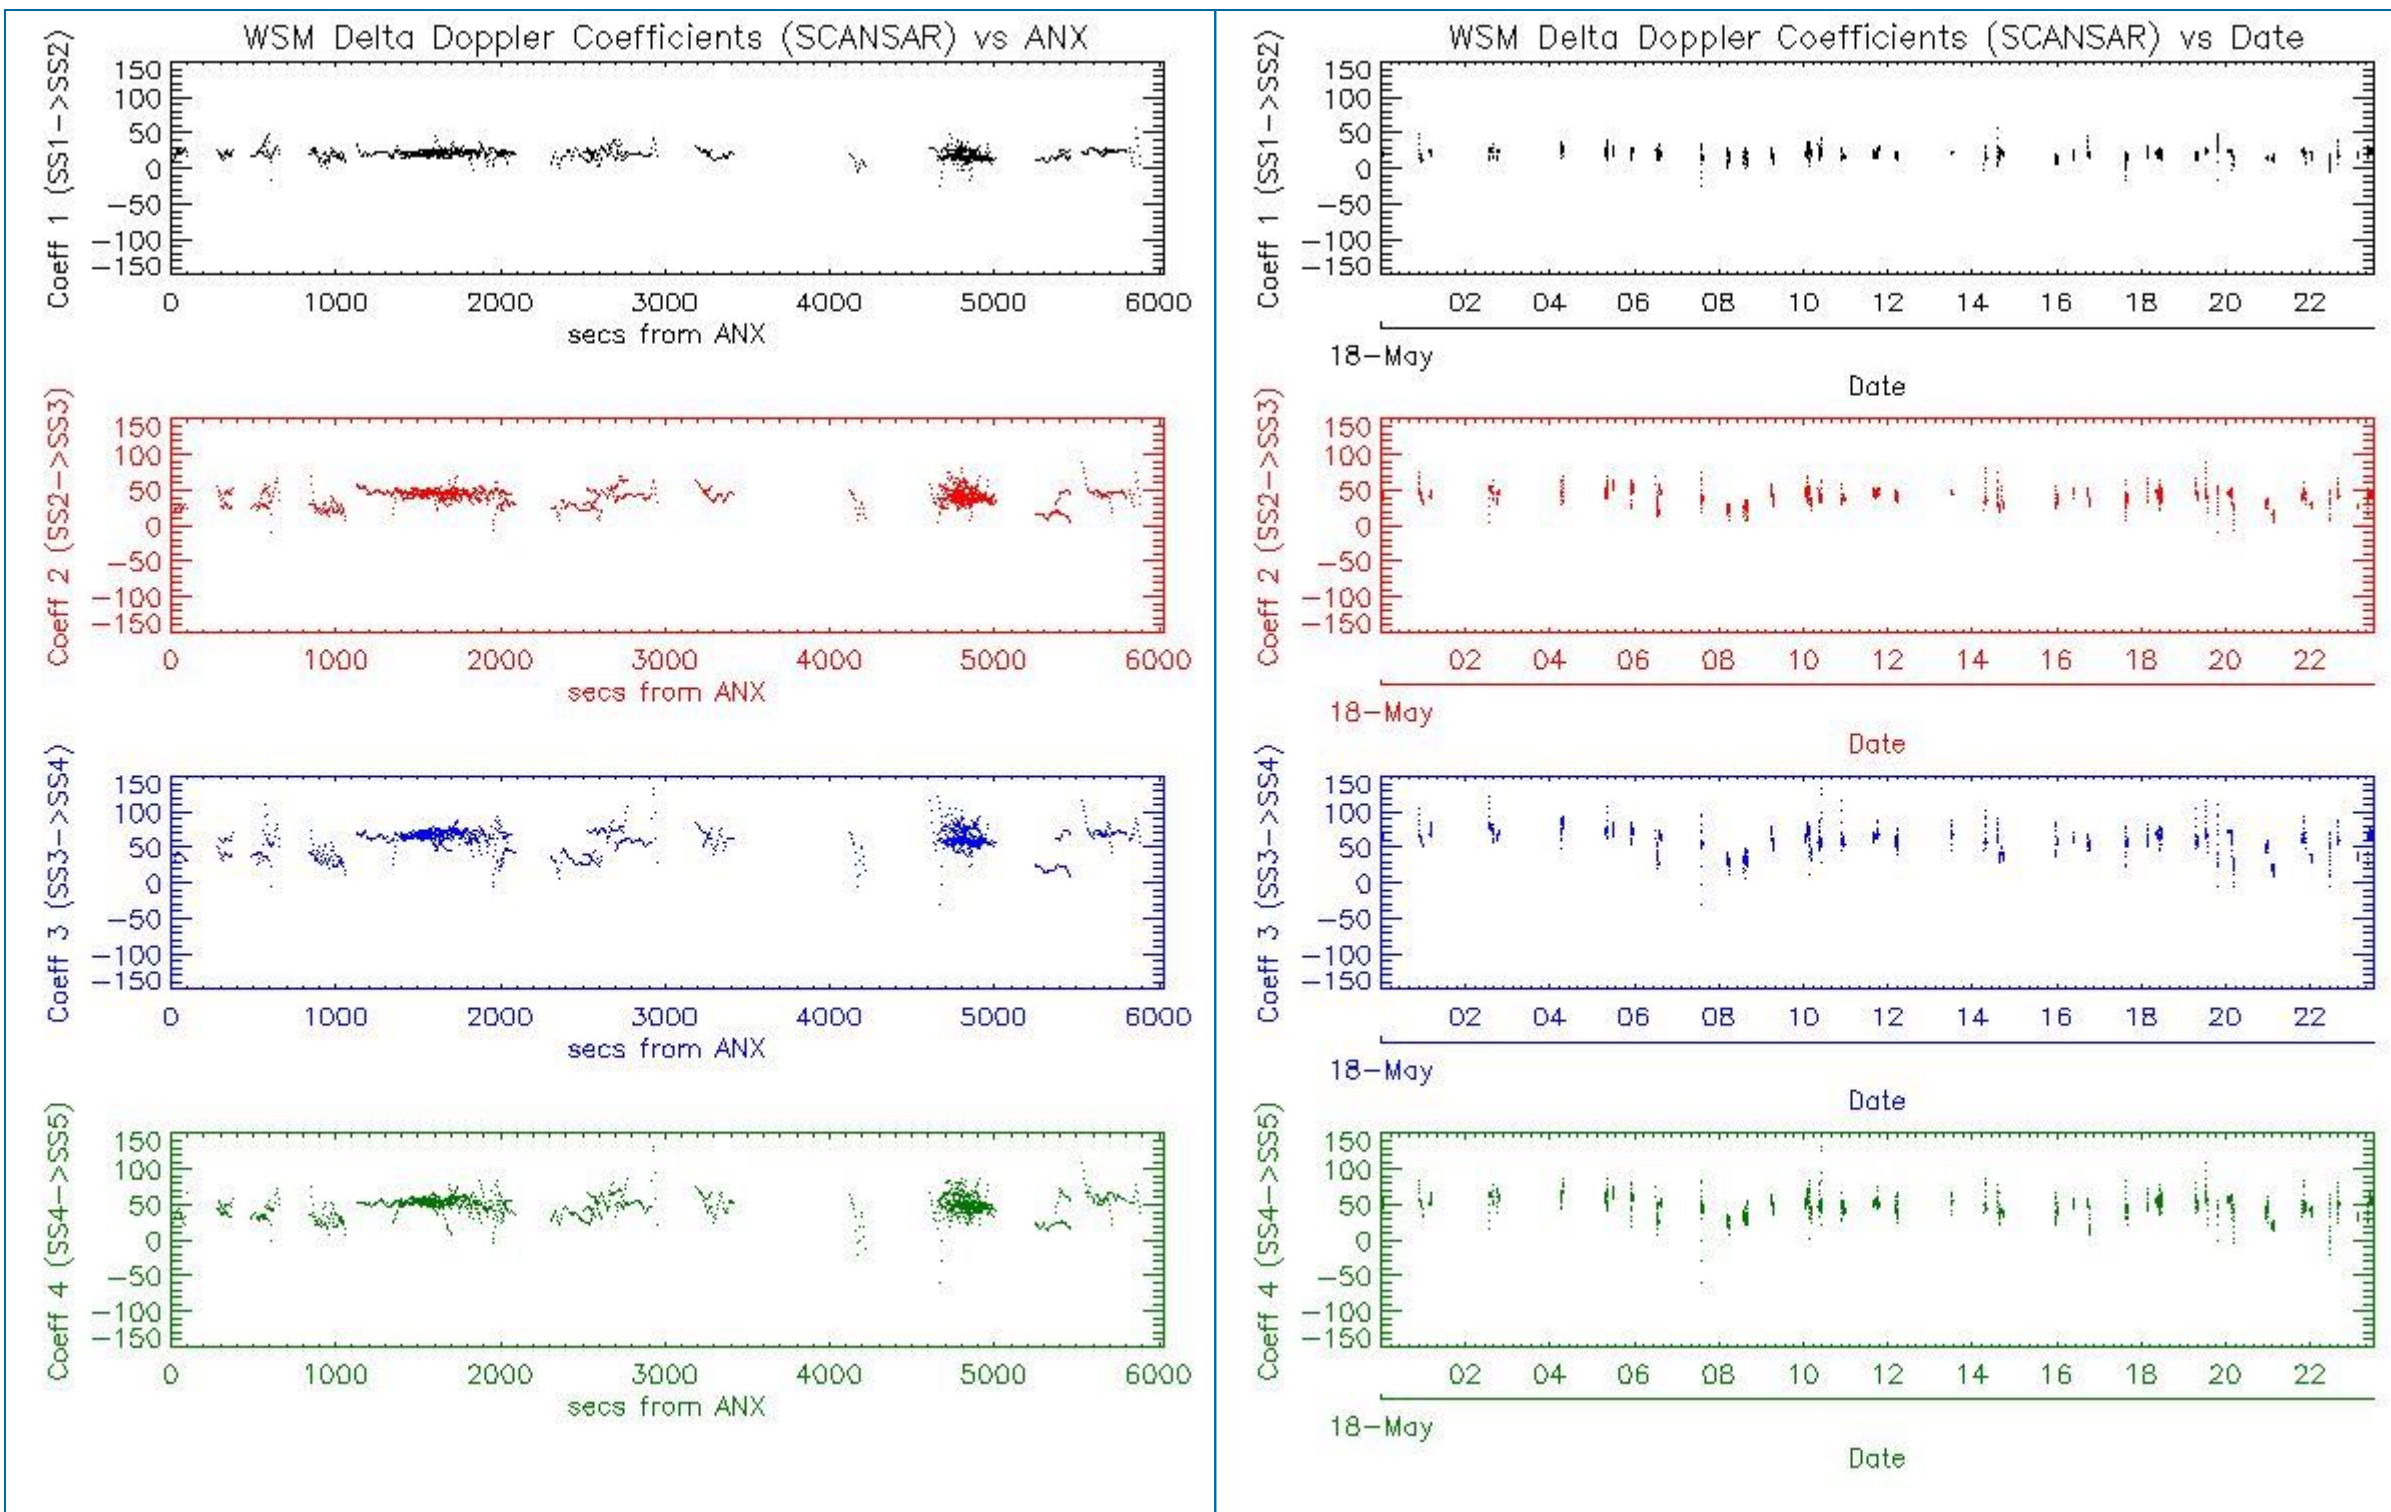 WSM Delta Doppler Coefficients (SCANSAR) vs ANX
Coeff 1 (SS1->SS2)
150
100
50
0
-50
-100
-150
0 1000 2000 3000 4000 5000 6000
secs from ANX
Coeff 2 (SS2->SS3)
150
100
50
0
-50
-100
-150
0 1000 2000 3000 4000 5000 6000
secs from ANX
Coeff 3 (SS3->SS4)
150
100
50
0
-50
-100
-150
0 1000 2000 3000 4000 5000 6000
secs from ANX
Coeff 4 (SS4->SS5)
150
100
50
0
-50
-100
-150
0 1000 2000 3000 4000 5000 6000
secs from ANX
WSM Delta Doppler Coefficients (SCANSAR) vs Date
Coeff 1 (SS1->SS2)
150
100
50
0
-50
-100
-150
02 04 06 08 10 12 14 16 18 20 22
18-May
Date
Coeff 2 (SS2->SS3)
150
100
50
0
-50
-100
-150
02 04 06 08 10 12 14 16 18 20 22
18-May
Date
Coeff 3 (SS3->SS4)
150
100
50
0
-50
-100
-150
02 04 06 08 10 12 14 16 18 20 22
18-May
Date
Coeff 4 (SS4->SS5)
150
100
50
0
-50
-100
-150
02 04 06 08 10 12 14 16 18 20 22
18-May
Date